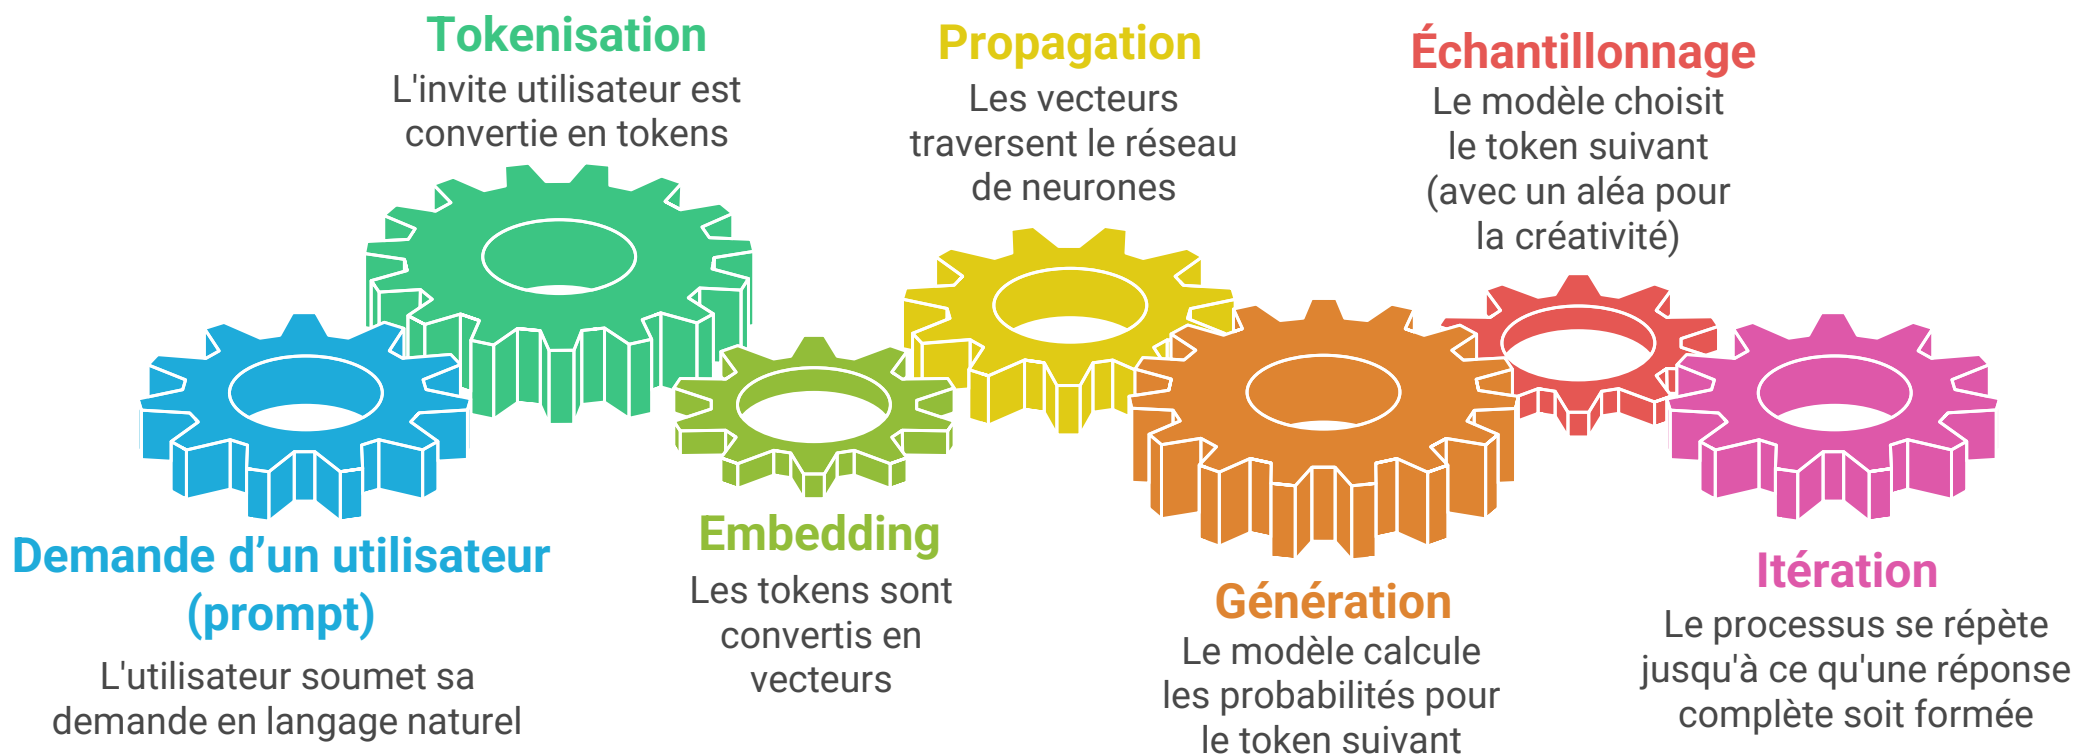 Demande d’un utilisateur
(prompt)
L'utilisateur soumet sa
demande en langage naturel
Tokenisation
L'invite utilisateur est
convertie en tokens
Embedding
Les tokens sont
convertis en
vecteurs
Propagation
Les vecteurs
traversent le réseau
de neurones
Génération
Le modèle calcule
les probabilités pour
le token suivant
Échantillonnage
Le modèle choisit
le token suivant
(avec un aléa pour
la créativité)
Itération
Le processus se répète
jusqu'à ce qu'une réponse
complète soit formée